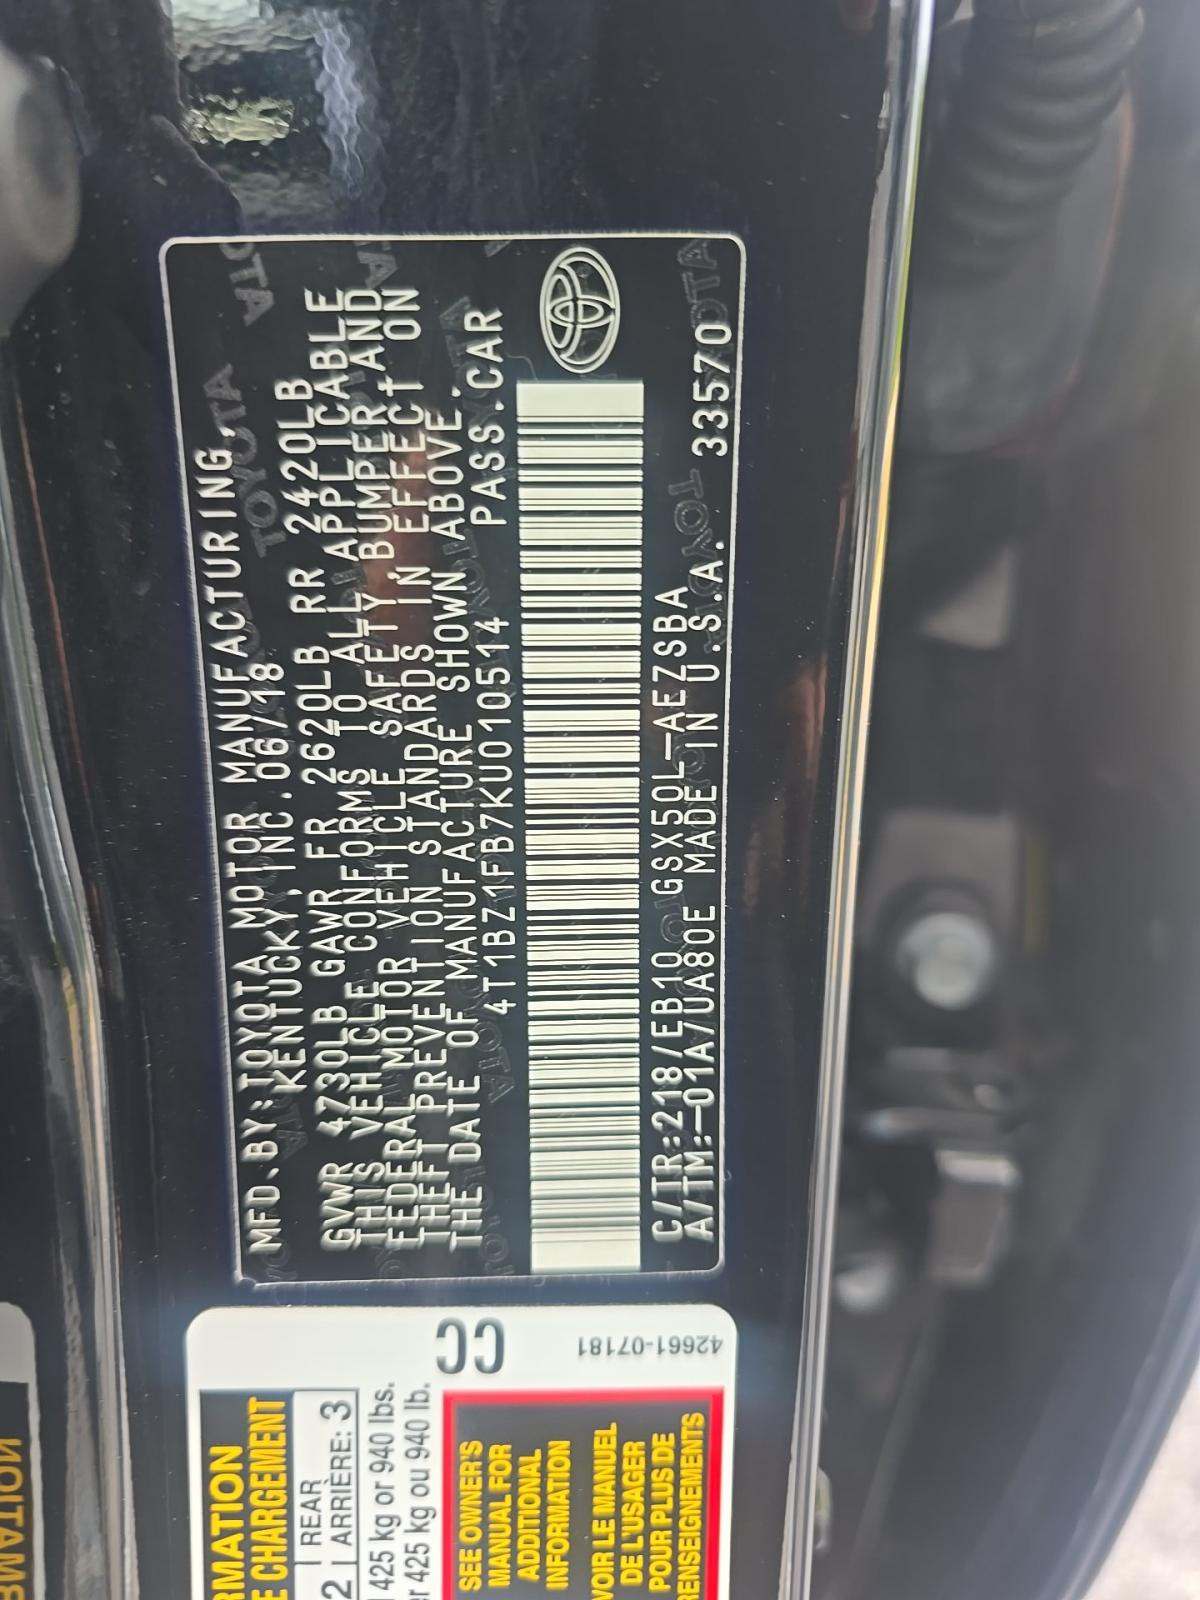 MFD.BY:TOYOTA MOTOR MANUFACTURING,
KENTUCKY,INC.06/18
GVWR 4730LB GAWR FR 2620LB RR 2420LB
THIS VEHICLE CONFORMS TO ALL APPLICABLE
FEDERAL MOTOR VEHICLE SAFETY,BUMPER,AND
THEFT PREVENTION STANDARDS IN EFFECT ON
THE DATE OF MANUFACTURE SHOWN ABOVE.
4T1BZ1FB7KU010514 PASS.CAR
C/TR:218/EB10 GSX50L-AEZSBA
A/TM:-01A/UA80E MADE IN U.S.A. 33570
TOYOTA
RMATION
E CHARGEMENT
2 REAR
ARRIÈRE: 3
425 kg or 940 lbs.
425 kg ou 940 lb.
CC
42661-07181
SEE OWNER'S
MANUAL FOR
ADDITIONAL
INFORMATION
VOIR LE MANUEL
DE L'USAGER
POUR PLUS DE
RENSEIGNEMENTS